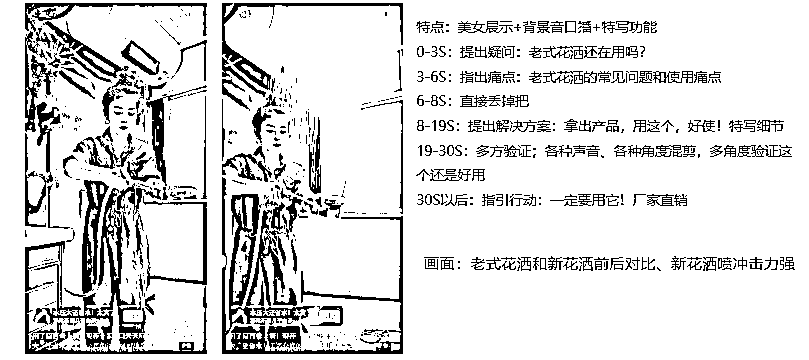 特点：美女展示+背景音口播+特写功能
0-3S：提出疑问：老式花洒还在用吗？
3-6S：指出痛点：老式花洒的常见问题和使用痛点
6-8S：直接丢掉把
8-19S：提出解决方案：拿出产品，用这个，好使！特写细节
19-30S：多方验证；各种声音、各种角度混剪，多角度验证这
个还是好用
30S以后：指引行动：一定要用它！厂家直销
画面：老式花洒和新花洒前后对比、新花洒喷冲击力强